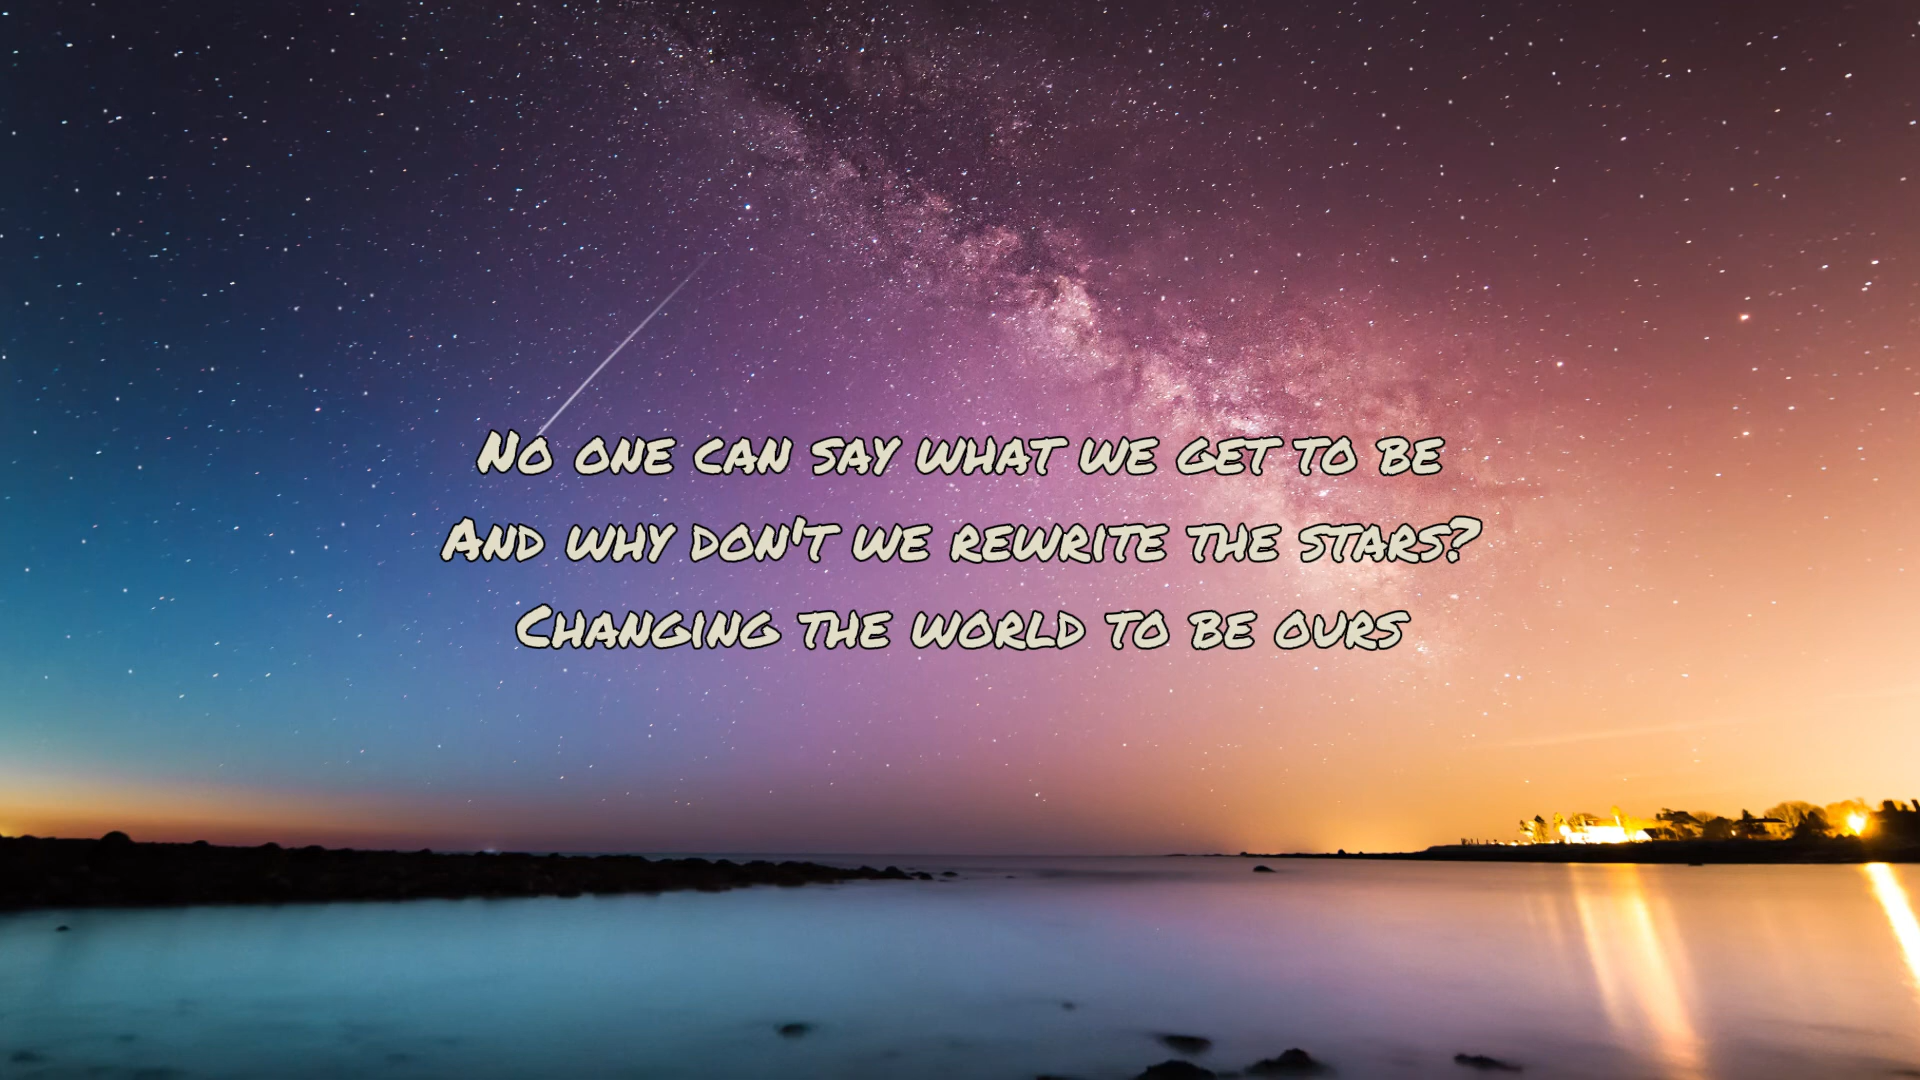 No one can say what we get to be
And why don't we rewrite the stars?
Changing the world to be ours